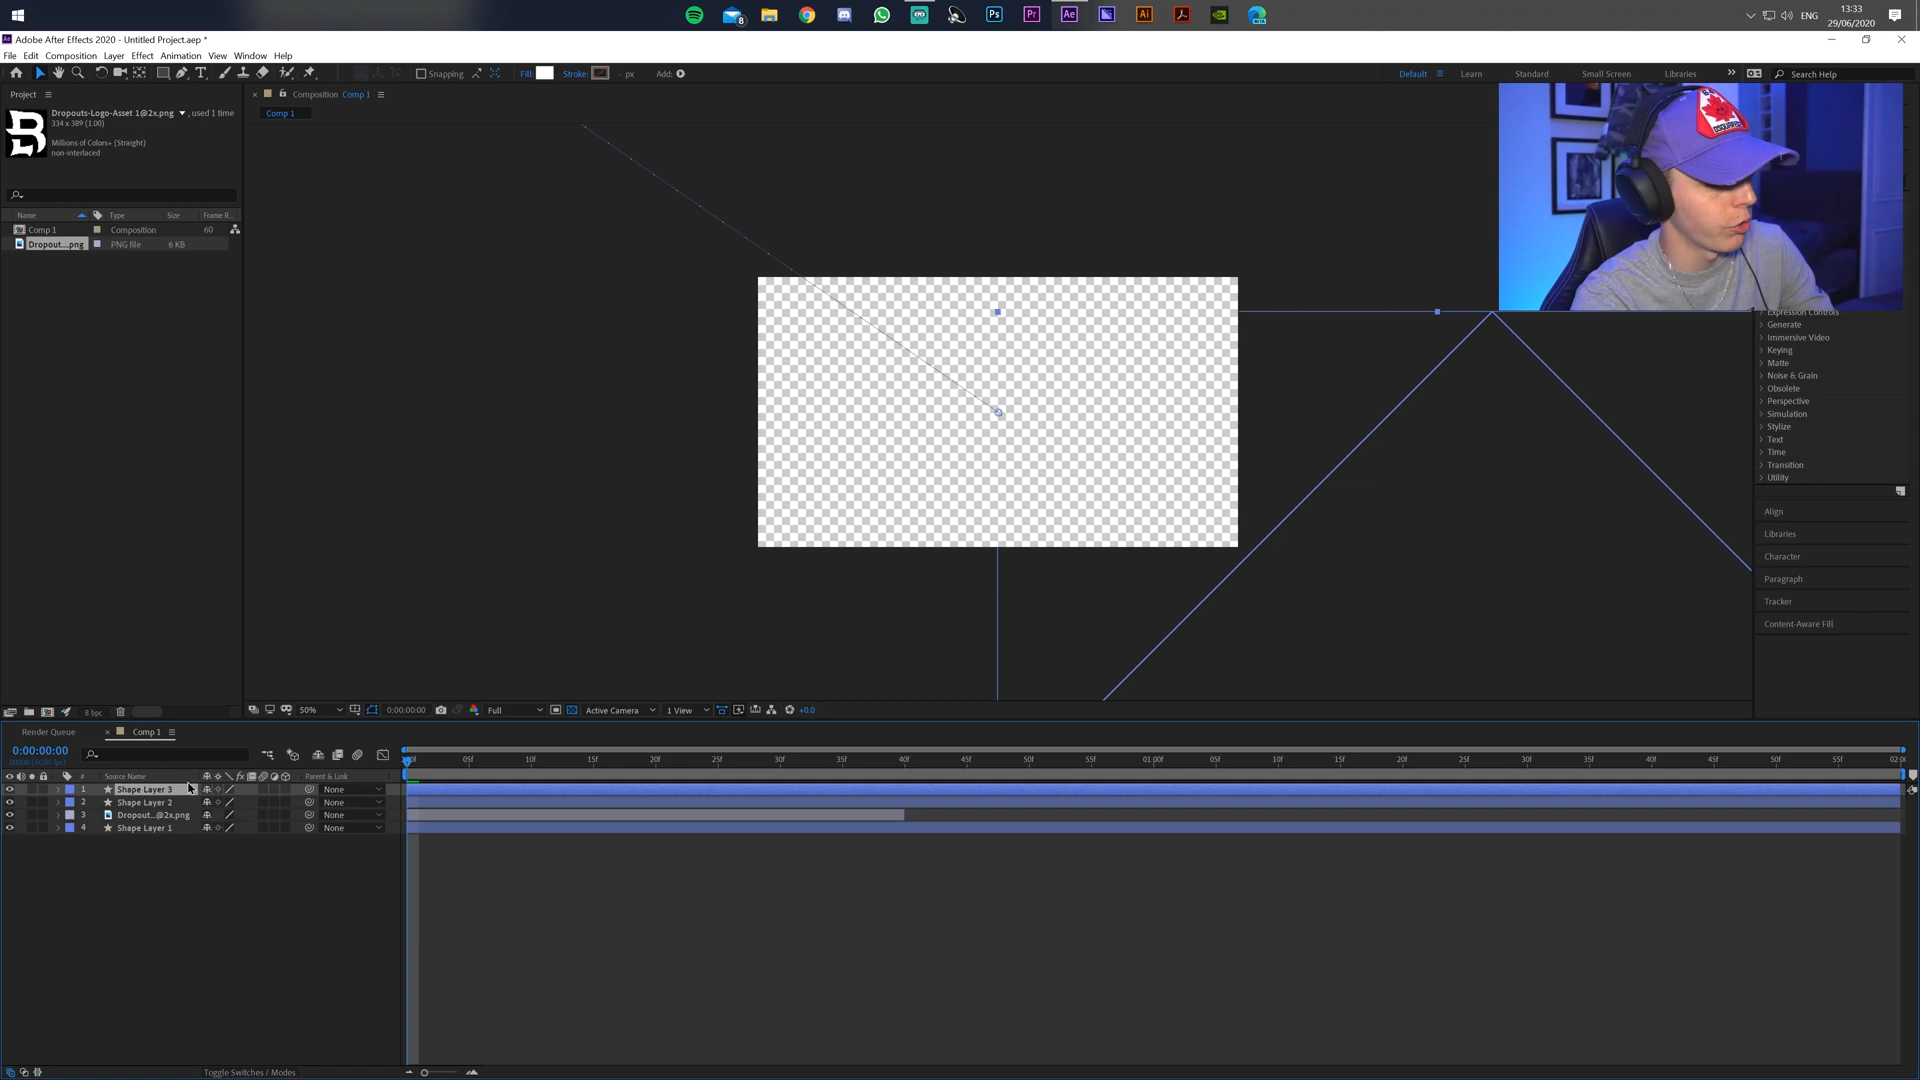 8
ENG
13:33
29/06/2020
Adobe After Effects 2020 - Untitled Project.aep *
File Edit Composition Layer Effect Animation View Window Help
Snapping
Fill: Stroke: - px Add:
Default Learn Standard Small Screen Libraries Search Help
Project
Composition Comp 1
Comp 1
Dropouts-Logo-Asset 1@2x.png , used 1 time
334 x 389 (1.00)
Millions of Colors+ (Straight)
non-interlaced
Name Type Size Frame R...
Comp 1 Composition 60
Dropout....png PNG file 6 KB
DSQUARED
Expression Controls
Generate
Immersive Video
Keying
Matte
Noise & Grain
Obsolete
Perspective
Simulation
Stylize
Text
Time
Transition
Utility
Align
Libraries
Character
Paragraph
Tracker
Content-Aware Fill
8 bpc
50% 0:00:00:00 Full Active Camera 1 View +0.0
Render Queue Comp 1
0:00:00:00
05f 10f 15f 20f 25f 30f 35f 40f 45f 50f 55f 01:00f 05f 10f 15f 20f 25f 30f 35f 40f 45f 50f 55f
# Source Name Parent & Link
1 Shape Layer 3 None
2 Shape Layer 2 None
3 Dropout...@2x.png None
4 Shape Layer 1 None
Toggle Switches / Modes